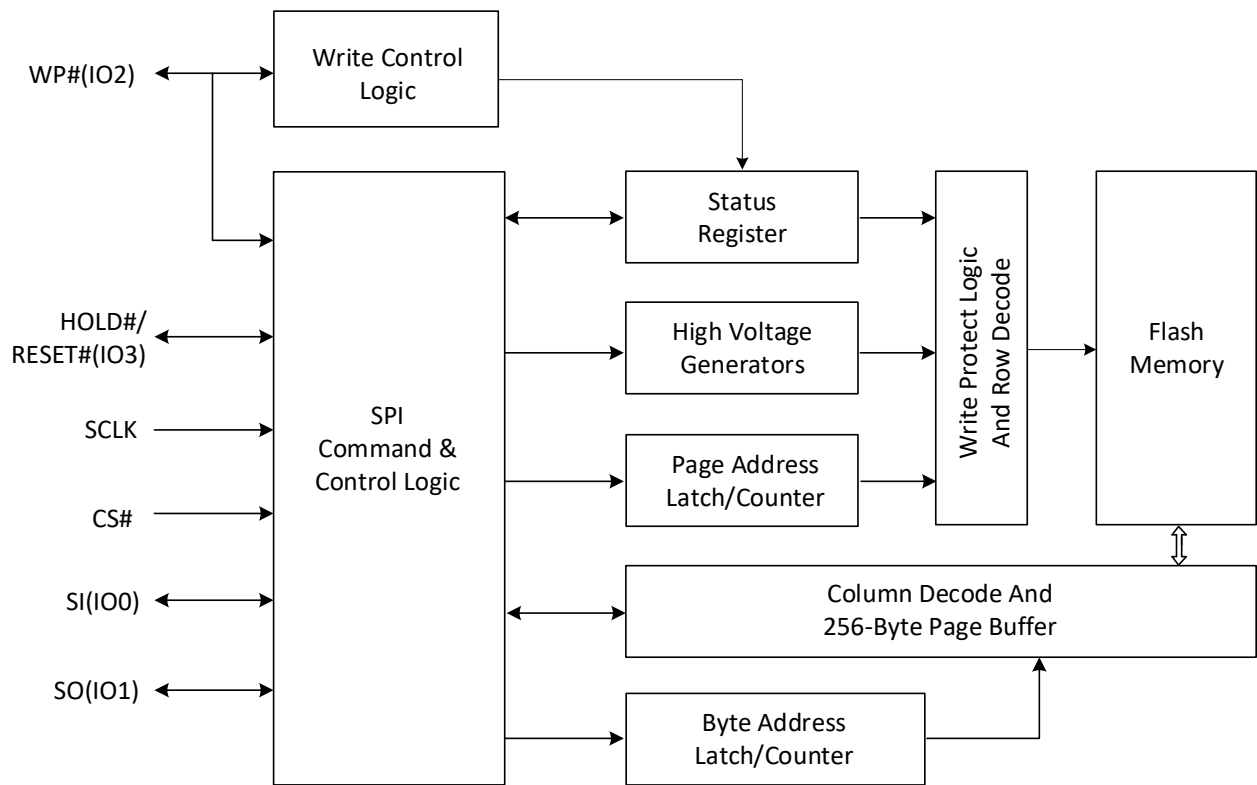 WP#(IO2)
Write Control
Logic
Status
Register
HOLD#/
RESET#(IO3)
High Voltage
Generators
Write Protect Logic
And Row Decode
Flash
Memory
SPI
Command &
Control Logic
SCLK
Page Address
Latch/Counter
CS#
SI(IO0)
Column Decode And
256-Byte Page Buffer
SO(IO1)
Byte Address
Latch/Counter